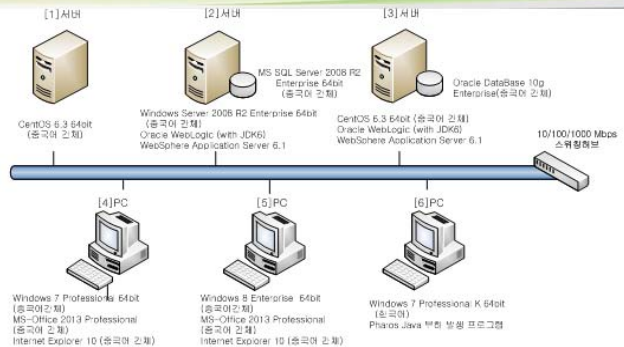 [1]서버
[2]서버
[3]서버
MS SQL Server 2008 R2
Enterprise 64bit
(중국어 간체)
Oracle DataBase 10g
Enterprise(중국어 간체)
CentOS 6.3 64bit
(중국어 간체)
Windows Server 2008 R2 Enterprise 64bit
(중국어 간체)
Oracle WebLogic (with JDK6)
WebSphere Application Server 6.1
CentOS 6.3 64bit (중국어 간체)
Oracle WebLogic (with JDK6)
WebSphere Application Server 6.1
10/100/1000 Mbps
스위칭허브
[4]PC
[5]PC
[6]PC
Windows 7 Professional 64bit
(중국어간체)
MS-Office 2013 Professional
(중국어 간체)
Internet Explorer 10 (중국어 간체)
Windows 8 Enterprise 64bit
(중국어 간체)
MS-Office 2013 Professional
(중국어 간체)
Internet Explorer 10 (중국어 간체)
Windows 7 Professional K 64bit
(한국어)
Pharos Java 부하 발생 프로그램